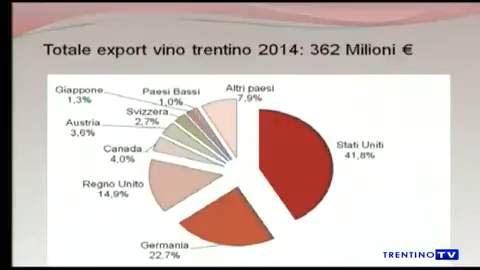 Totale export vino trentino 2014: 362 Milioni €
Giappone
1,3%
Paesi Bassi
1,0%
Altri paesi
7,9%
Svizzera
2,7%
Austria
3,6%
Canada
4,0%
Stati Uniti
41,8%
Regno Unito
14,9%
Germania
22,7%
TRENTINO TV